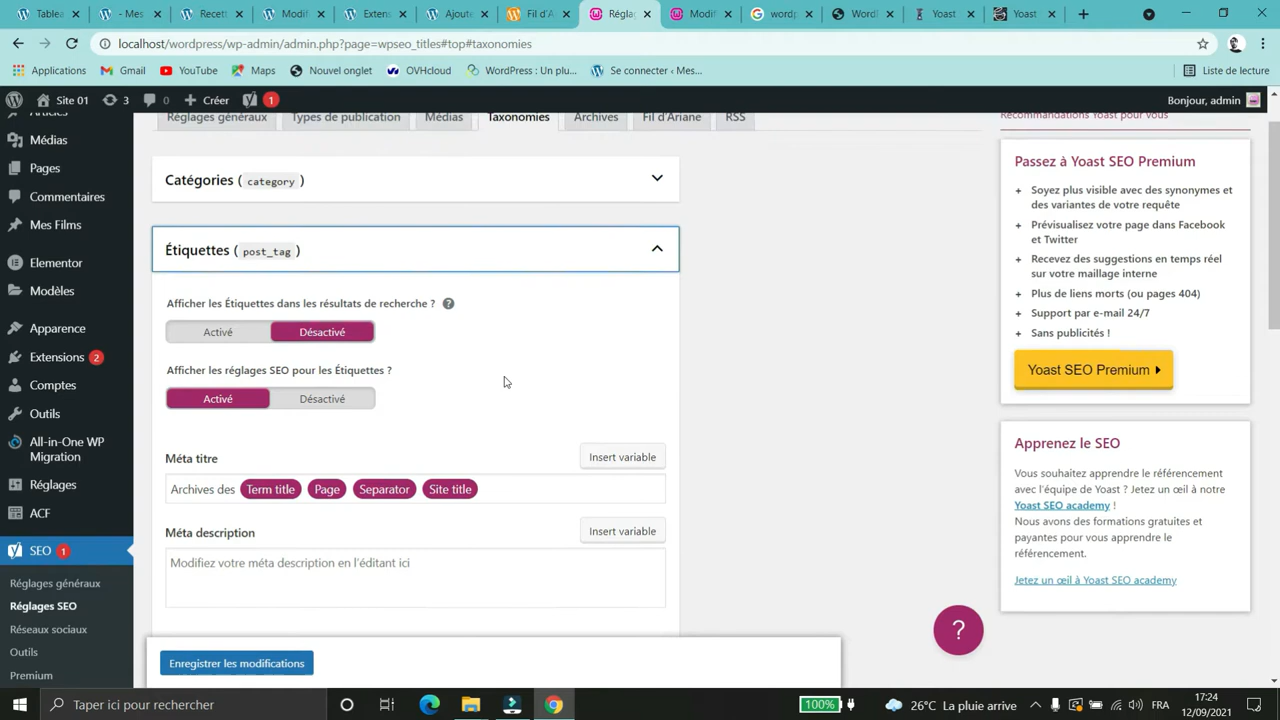 Tablea
- Mes
Recett
Modif
Extens
Ajoute
Fil d'A
Réglag
Modifi
wordp
Wordl
Yoast
Yoast
localhost/wordpress/wp-admin/admin.php?page=wpseo_titles#top#taxonomies
Applications
Gmail
YouTube
Maps
Nouvel onglet
OVHcloud
WordPress : Un plu...
Se connecter ‹ Mes...
Liste de lecture
Site 01
3
Créer
1
Bonjour, admin
Articles
Médias
Pages
Commentaires
Mes Films
Elementor
Modèles
Apparence
Extensions 2
Comptes
Outils
All-in-One WP
Migration
Réglages
ACF
SEO 1
Réglages généraux
Réglages SEO
Réseaux sociaux
Outils
Premium
Réglages généraux
Types de publication
Médias
Taxonomies
Archives
Fil d'Ariane
RSS
Catégories ( category )
Étiquettes ( post_tag )
Afficher les Étiquettes dans les résultats de recherche ? ?
Activé Désactivé
Afficher les réglages SEO pour les Étiquettes ?
Activé Désactivé
Méta titre
Insert variable
Archives des Term title Page Separator Site title
Méta description
Insert variable
Modifiez votre méta description en l'éditant ici
Enregistrer les modifications
Recommandations Yoast pour vous
Passez à Yoast SEO Premium
+ Soyez plus visible avec des synonymes et
des variantes de votre requête
+ Prévisualisez votre page dans Facebook
et Twitter
+ Recevez des suggestions en temps réel
sur votre maillage interne
+ Plus de liens morts (ou pages 404)
+ Support par e-mail 24/7
+ Sans publicités !
Yoast SEO Premium
Apprenez le SEO
Vous souhaitez apprendre le référencement
avec l'équipe de Yoast ? Jetez un œil à notre
Yoast SEO academy !
Nous avons des formations gratuites et
payantes pour vous apprendre le
référencement.
Jetez un œil à Yoast SEO academy
?
Taper ici pour rechercher
100%
26°C La pluie arrive
FRA
17:24
12/09/2021